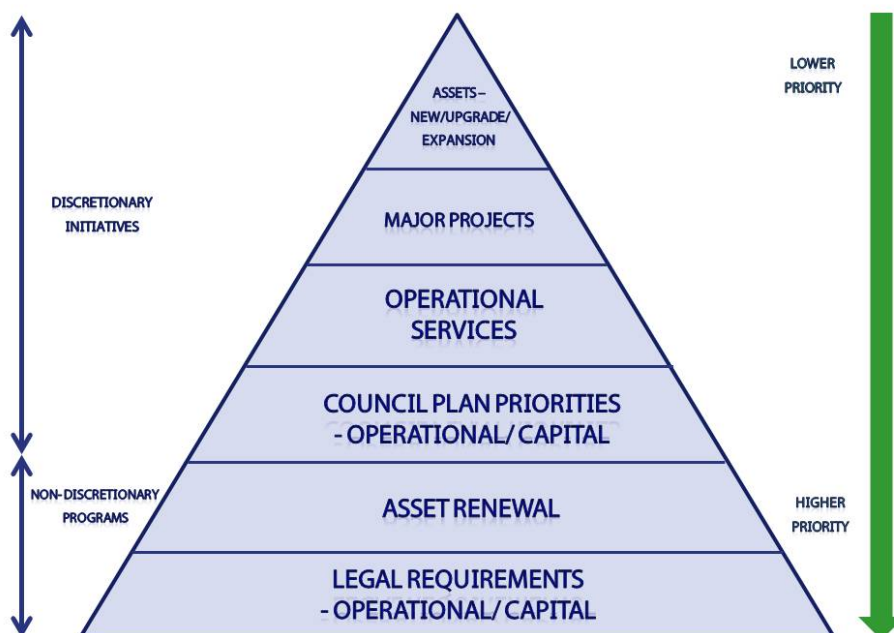 ASSETS –
NEW/UPGRADE/
EXPANSION
LOWER
PRIORITY
DISCRETIONARY
INITIATIVES
MAJOR PROJECTS
OPERATIONAL
SERVICES
COUNCIL PLAN PRIORITIES
- OPERATIONAL/ CAPITAL
NON- DISCRETIONARY
PROGRAMS
ASSET RENEWAL
HIGHER
PRIORITY
LEGAL REQUIREMENTS
- OPERATIONAL/ CAPITAL